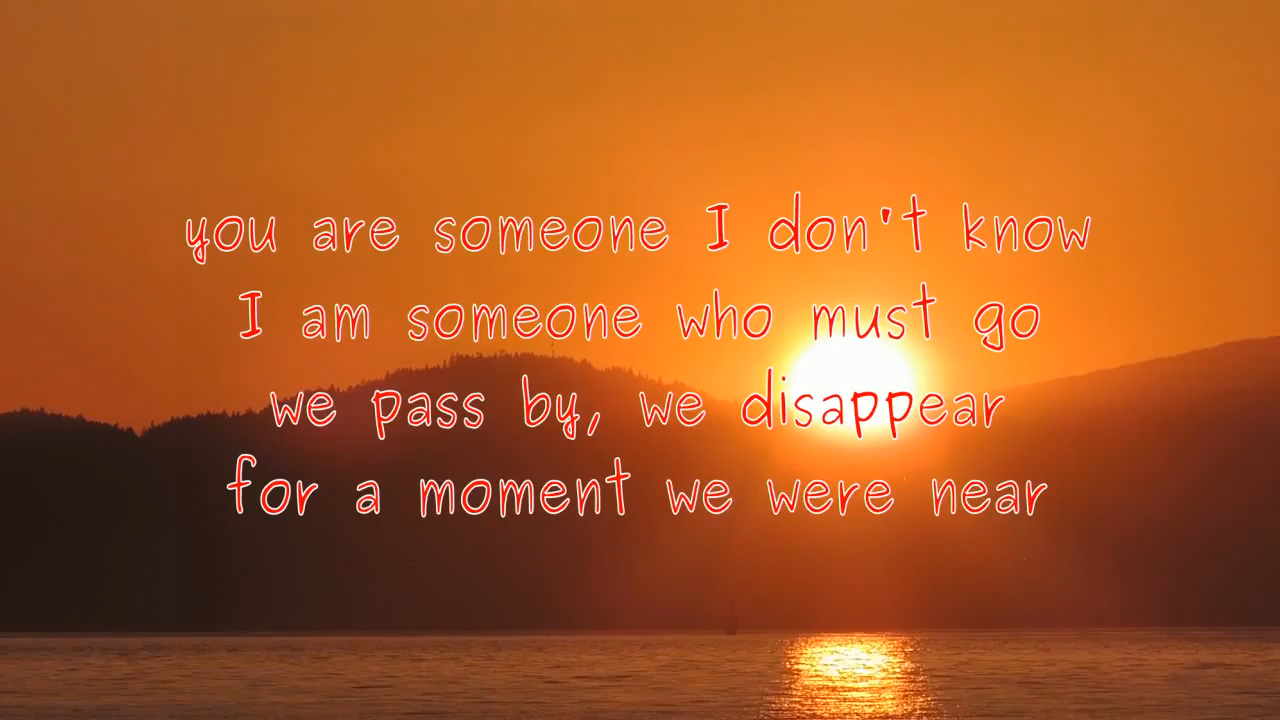 you are someone I don't know
I am someone who must go
we pass by, we disappear
for a moment we were near